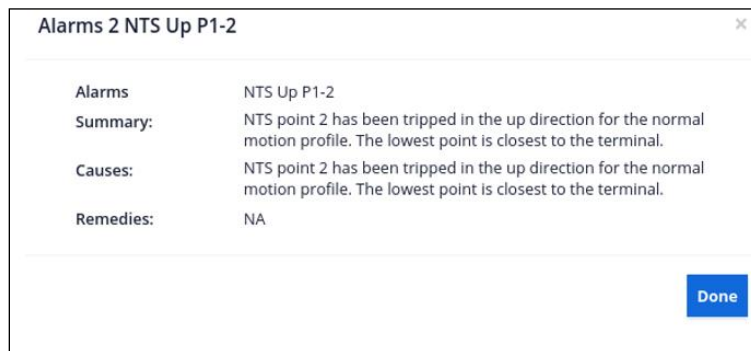 Alarms 2 NTS Up P1-2
×
Alarms NTS Up P1-2
Summary: NTS point 2 has been tripped in the up direction for the normal
motion profile. The lowest point is closest to the terminal.
Causes: NTS point 2 has been tripped in the up direction for the normal
motion profile. The lowest point is closest to the terminal.
Remedies: NA
Done